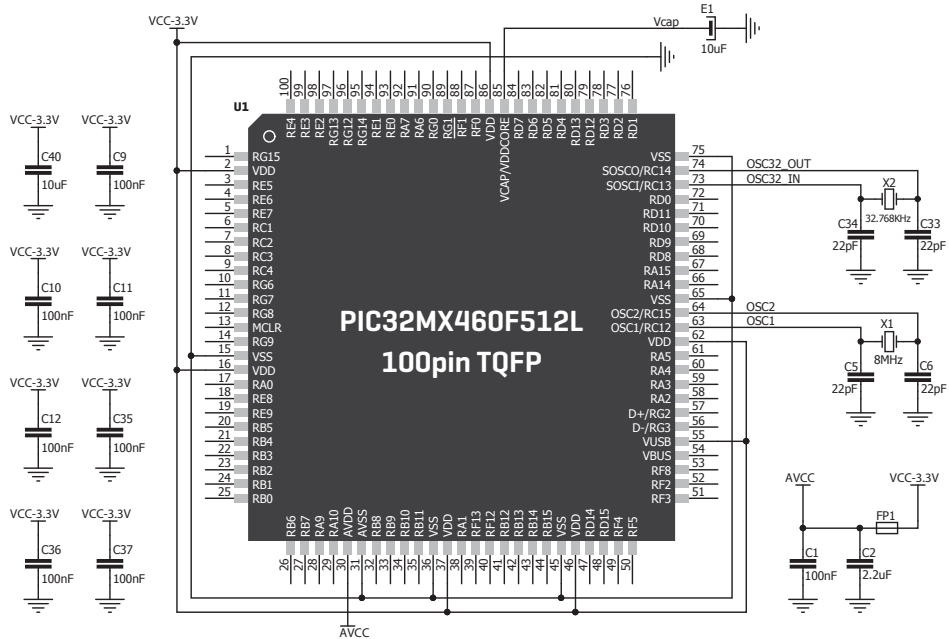 VCC-3.3V
Vcap
E1
10uF
100
99
98
97
96
95
94
93
92
91
90
89
88
87
86
85
84
83
82
81
80
79
78
77
76
U1
RE4
RE3
RE2
RG13
RG12
RG14
RE1
RE0
RA7
RA6
RG0
RG1
RF1
RF0
VDD
VCAP/VDDCORE
RD7
RD6
RD5
RD4
RD13
RD12
RD3
RD2
RD1
VCC-3.3V
C40
10uF
VCC-3.3V
C9
100nF
VCC-3.3V
C10
100nF
VCC-3.3V
C11
100nF
VCC-3.3V
C12
100nF
VCC-3.3V
C35
100nF
VCC-3.3V
C36
100nF
VCC-3.3V
C37
100nF
1 RG15
2 VDD
3 RE5
4 RE6
5 RE7
6 RC1
7 RC2
8 RC3
9 RC4
10 RG6
11 RG7
12 RG8
13 MCLR
14 RG9
15 VSS
16 VDD
17 RA0
18 RE8
19 RE9
20 RB5
21 RB4
22 RB3
23 RB2
24 RB1
25 RB0
PIC32MX460F512L
100pin TQFP
VSS 75
SOSCO/RC14 74 OSC32_OUT
SOSCI/RC13 73 OSC32_IN
RD0 72
RD11 71
RD10 70
RD9 69
RD8 68
RA15 67
RA14 66
VSS 65
OSC2/RC15 64 OSC2
OSC1/RC12 63 OSC1
VDD 62
RA5 61
RA4 60
RA3 59
RA2 58
D+/RG2 57
D-/RG3 56
VUSB 55
VBUS 54
RF8 53
RF2 52
RF3 51
X2
32.768KHz
C34
22pF
C33
22pF
X1
8MHz
C5
22pF
C6
22pF
AVCC
VCC-3.3V
FP1
C1
100nF
C2
2.2uF
RB6
RB7
RA9
RA10
AVDD
AVSS
RB8
RB9
RB10
RB11
VSS
VDD
RA1
RF13
RF12
RB12
RB13
RB14
RB15
VSS
VDD
RD14
RD15
RF4
RF5
26
27
28
29
30
31
32
33
34
35
36
37
38
39
40
41
42
43
44
45
46
47
48
49
50
AVCC